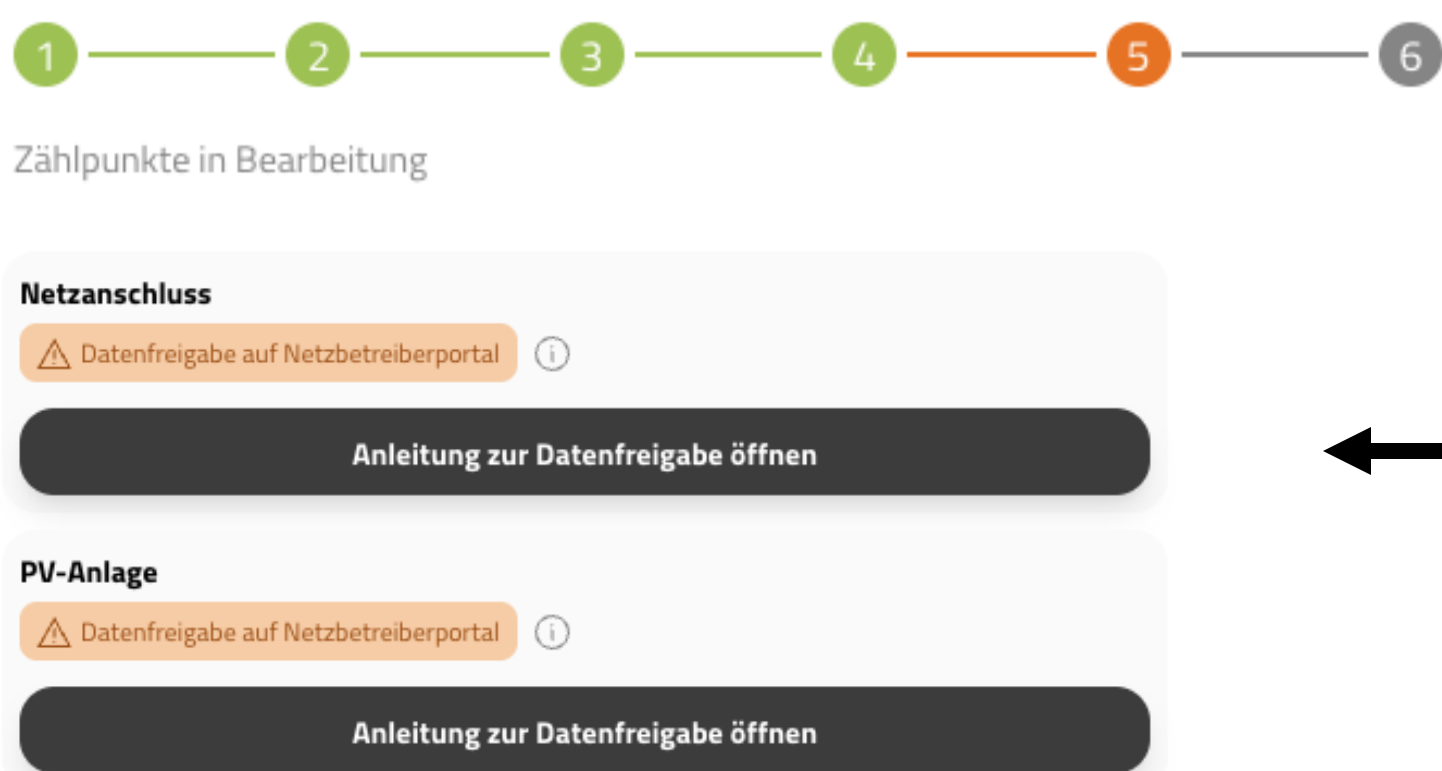 1 2 3 4 5 6
Zählpunkte in Bearbeitung
Netzanschluss
Datenfreigabe auf Netzbetreiberportal
Anleitung zur Datenfreigabe öffnen
PV-Anlage
Datenfreigabe auf Netzbetreiberportal
Anleitung zur Datenfreigabe öffnen